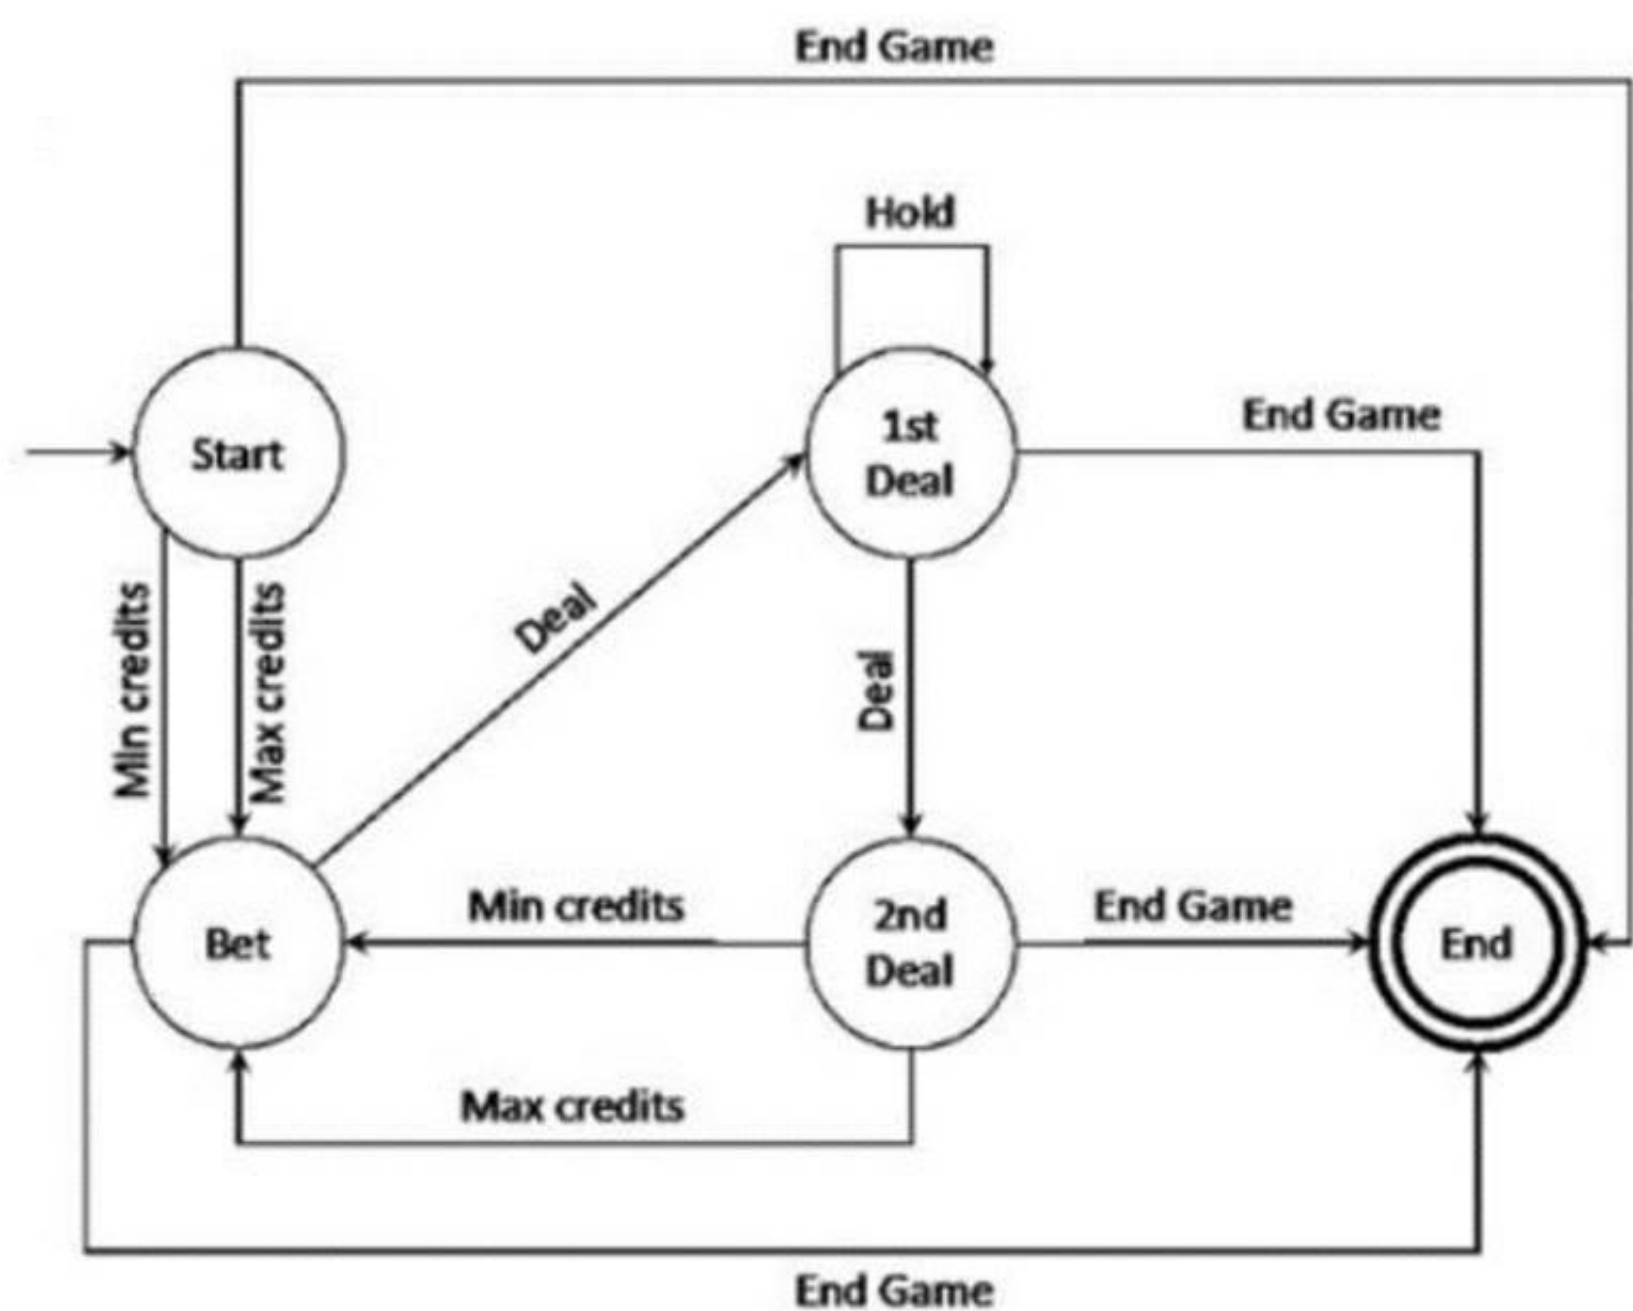 End Game
Hold
1st
Deal
End Game
Start
Min credits
Max credits
Deal
Deal
Min credits
2nd
Deal
End Game
Bet
End
Max credits
End Game